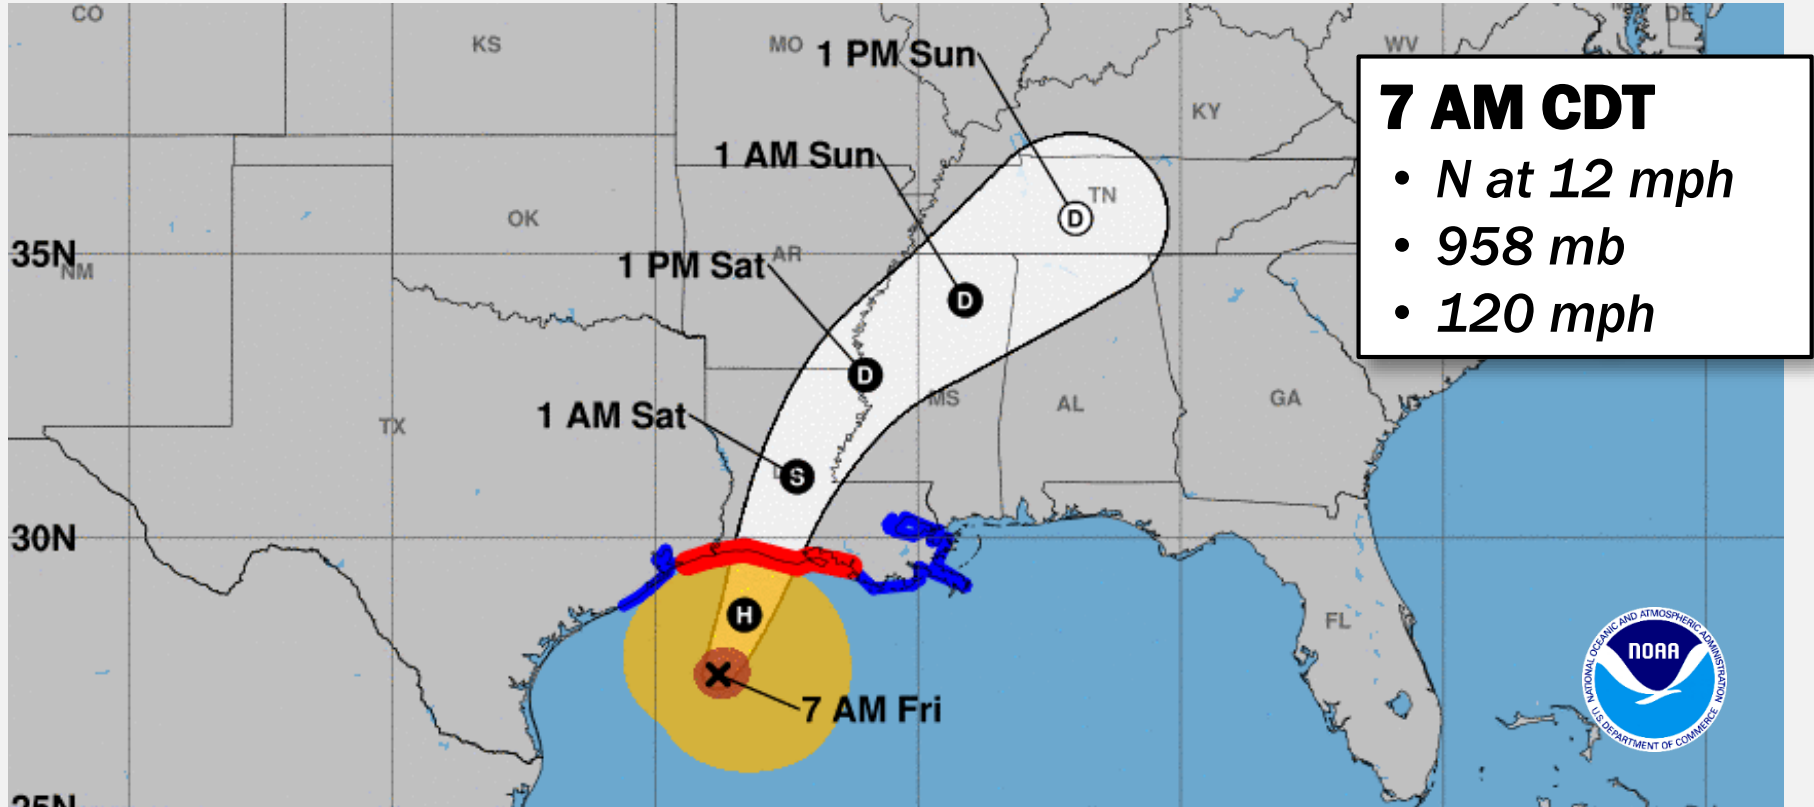 CO
KS
MO
1 PM Sun
WV
DE
7 AM CDT
• N at 12 mph
• 958 mb
• 120 mph
KY
1 AM Sun
TN
D
OK
35N
NM
AR
1 PM Sat
D
D
TX
MS
AL
GA
1 AM Sat
S
30N
H
7 AM Fri
FL
NATIONAL OCEANIC AND ATMOSPHERIC ADMINISTRATION
NOAA
U.S. DEPARTMENT OF COMMERCE
25N